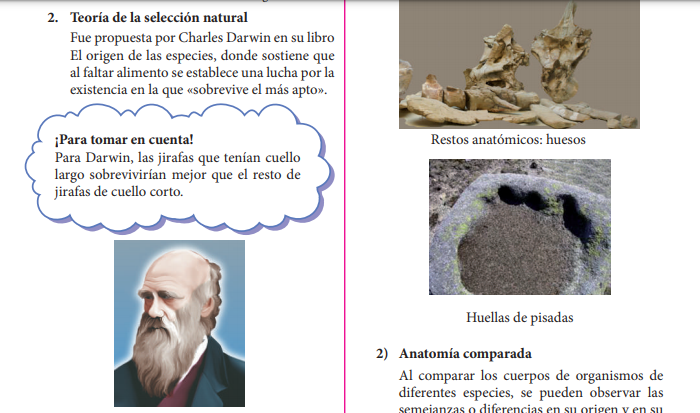 2. Teoría de la selección natural
Fue propuesta por Charles Darwin en su libro
El origen de las especies, donde sostiene que
al faltar alimento se establece una lucha por la
existencia en la que «sobrevive el más apto».
¡Para tomar en cuenta!
Para Darwin, las jirafas que tenían cuello
largo sobrevivirían mejor que el resto de
jirafas de cuello corto.
Restos anatómicos: huesos
Huellas de pisadas
2) Anatomía comparada
Al comparar los cuerpos de organismos de
diferentes especies, se pueden observar las
semejanzas o diferencias en su origen y en su